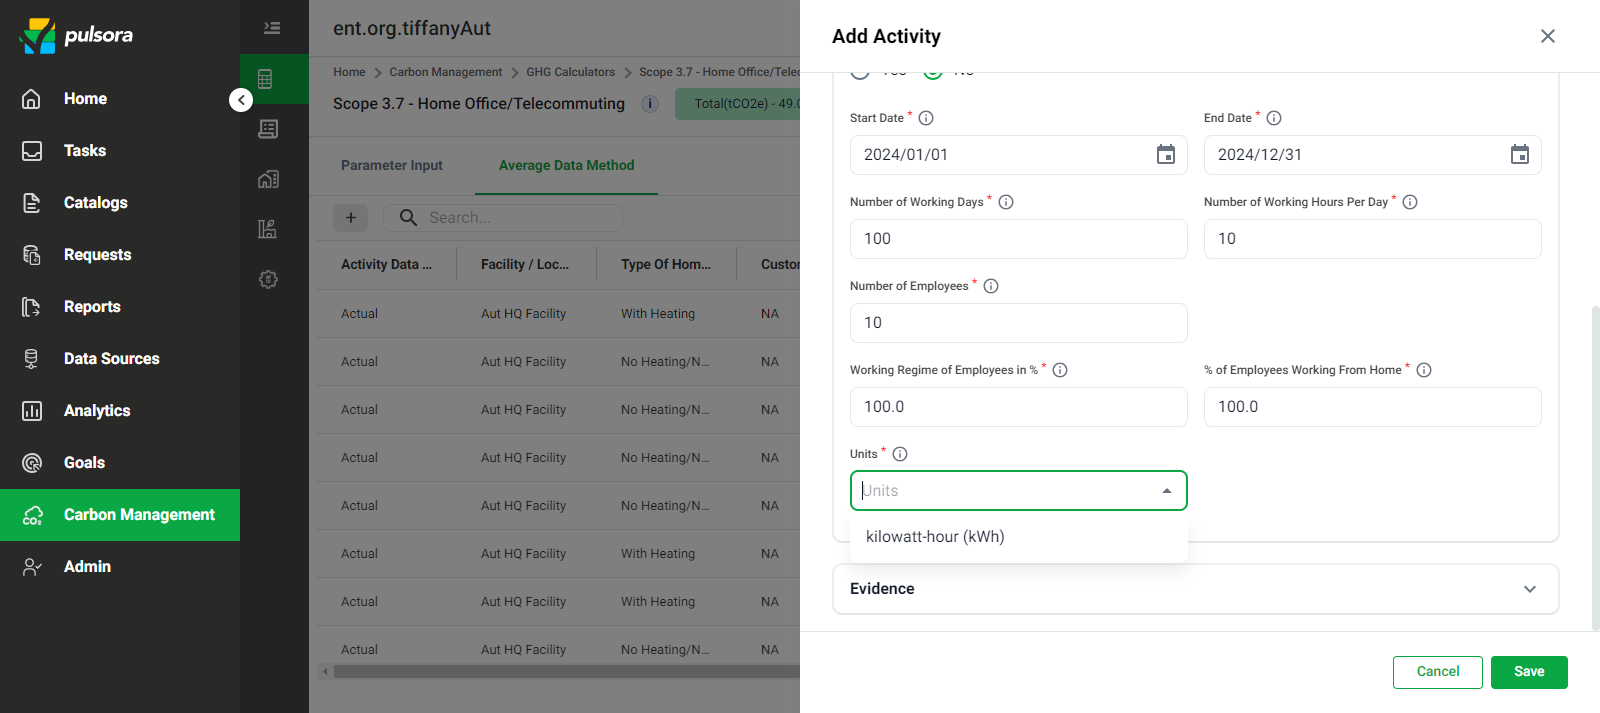 pulsora
Home
Tasks
Catalogs
Requests
Reports
Data Sources
Analytics
Goals
Carbon Management
Admin
ent.org.tiffanyAut
Home > Carbon Management > GHG Calculators > Scope 3.7 - Home Office/Telec
Scope 3.7 - Home Office/Telecommuting i Total(tCO2e) - 49.0
Parameter Input Average Data Method
+ Search...
Activity Data ... Facility / Loc... Type Of Hom... Custor
Actual Aut HQ Facility With Heating NA
Actual Aut HQ Facility No Heating/N... NA
Actual Aut HQ Facility No Heating/N... NA
Actual Aut HQ Facility No Heating/N... NA
Actual Aut HQ Facility No Heating/N... NA
Actual Aut HQ Facility With Heating NA
Actual Aut HQ Facility With Heating NA
Actual Aut HQ Facility No Heating/N... NA
Add Activity
Yes No
Start Date * End Date *
2024/01/01 2024/12/31
Number of Working Days * Number of Working Hours Per Day *
100 10
Number of Employees *
10
Working Regime of Employees in % * % of Employees Working From Home *
100.0 100.0
Units *
Units
kilowatt-hour (kWh)
Evidence
Cancel Save